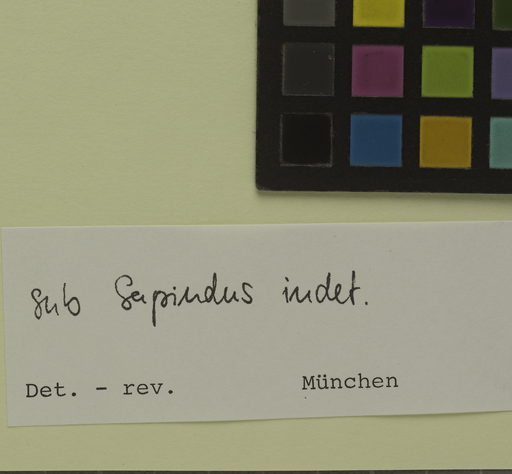 sub Sapindus indet.
Det. - rev. München